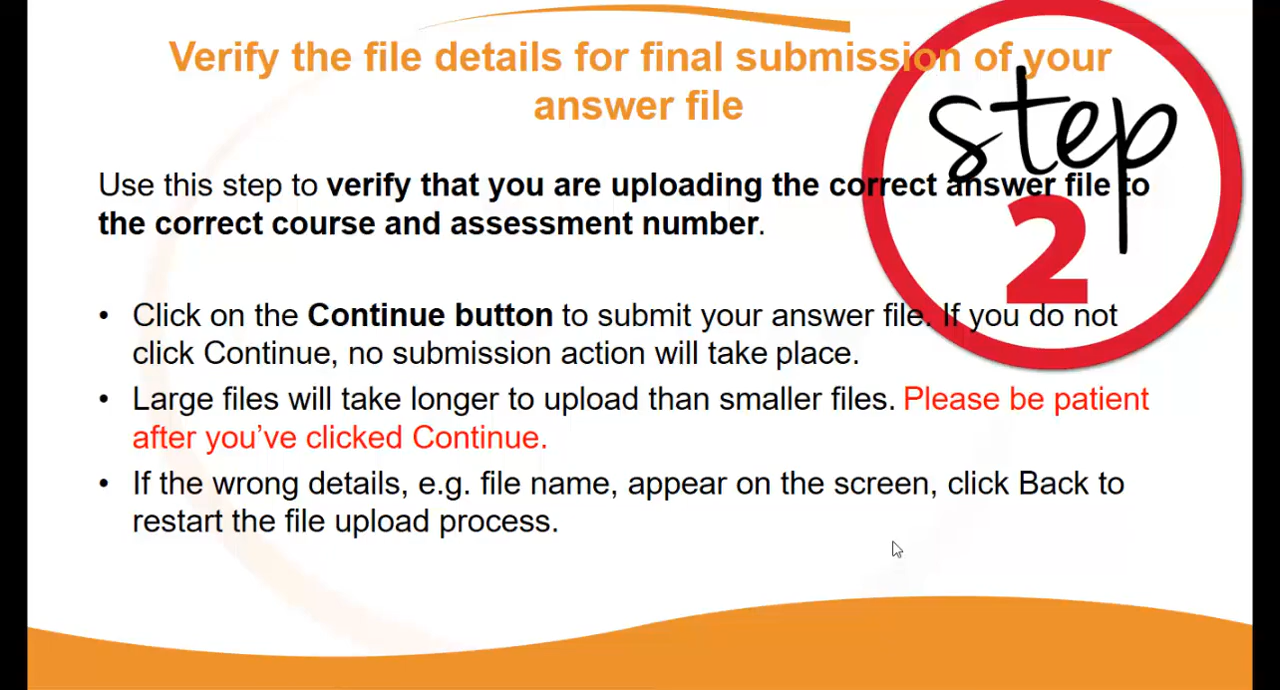 Verify the file details for final submission of your
answer file
step
2
Use this step to verify that you are uploading the correct answer file to
the correct course and assessment number.
• Click on the Continue button to submit your answer file. If you do not
click Continue, no submission action will take place.
• Large files will take longer to upload than smaller files. Please be patient
after you’ve clicked Continue.
• If the wrong details, e.g. file name, appear on the screen, click Back to
restart the file upload process.